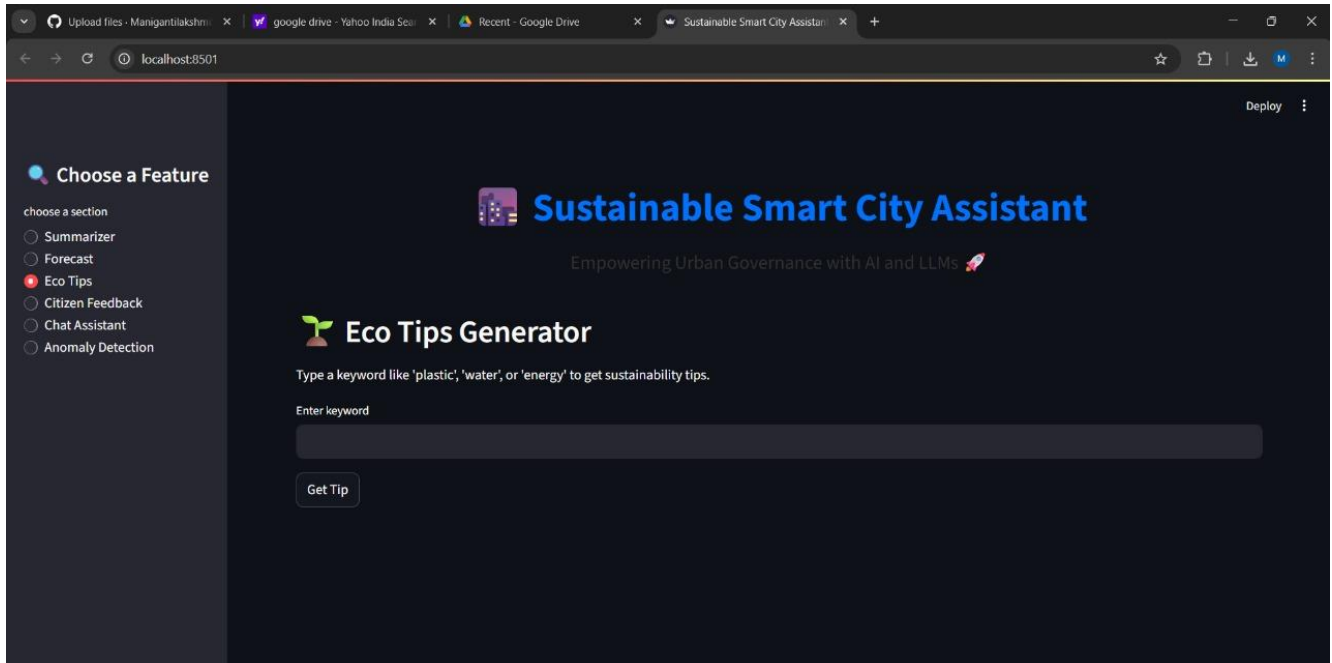 Upload files · Manigantilakshmi
google drive - Yahoo India Sear
Recent - Google Drive
Sustainable Smart City Assistant
localhost:8501
M
Deploy
Choose a Feature
choose a section
Summarizer
Forecast
Eco Tips
Citizen Feedback
Chat Assistant
Anomaly Detection
Sustainable Smart City Assistant
Empowering Urban Governance with AI and LLMs
Eco Tips Generator
Type a keyword like 'plastic', 'water', or 'energy' to get sustainability tips.
Enter keyword
Get Tip